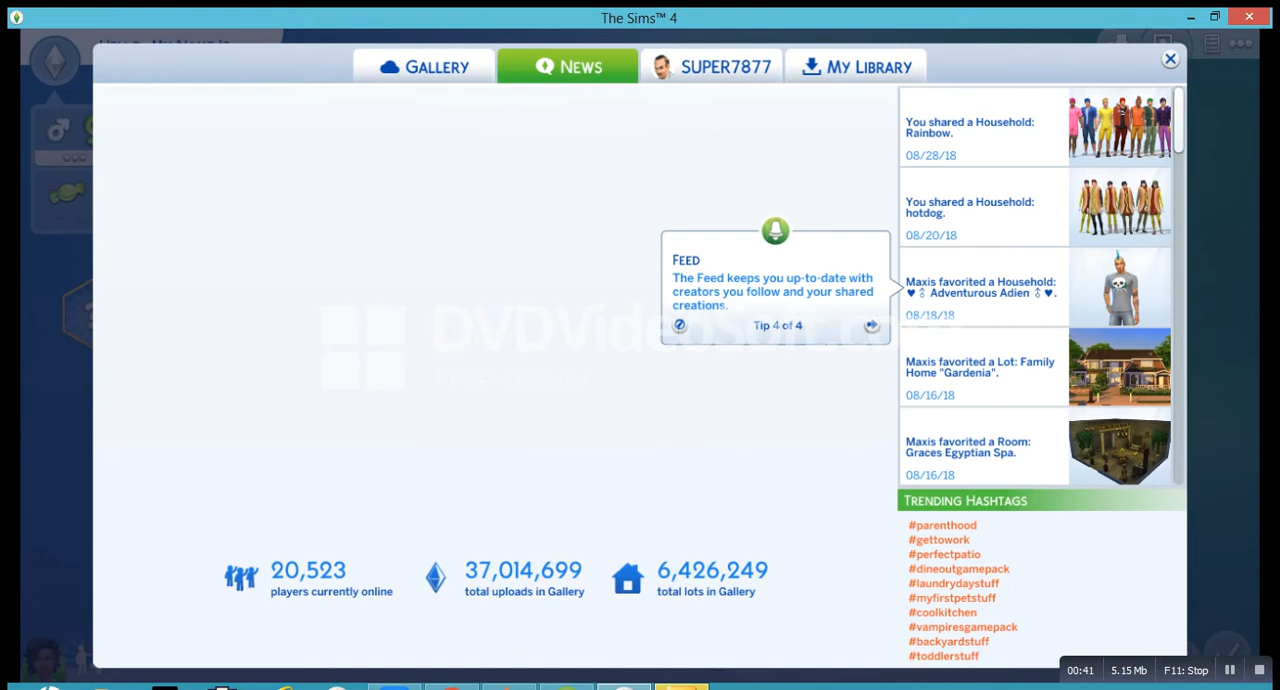 The Sims™ 4
GALLERY
NEWS
SUPER7877
MY LIBRARY
You shared a Household:
Rainbow.
08/28/18
You shared a Household:
hotdog.
08/20/18
FEED
The Feed keeps you up-to-date with
creators you follow and your shared
creations.
Tip 4 of 4
Maxis favorited a Household:
♥ ⚦ Adventurous Adien ⚦ ♥.
08/18/18
DVDVideoSoft.com
Maxis favorited a Lot: Family
Home "Gardenia".
08/16/18
Maxis favorited a Room:
Graces Egyptian Spa.
08/16/18
TRENDING HASHTAGS
#parenthood
#gettowork
#perfectpatio
#dineoutgamepack
#laundrydaystuff
#myfirstpetstuff
#coolkitchen
#vampiresgamepack
#backyardstuff
#toddlerstuff
20,523
players currently online
37,014,699
total uploads in Gallery
6,426,249
total lots in Gallery
00:41
5.15 Mb
F11: Stop